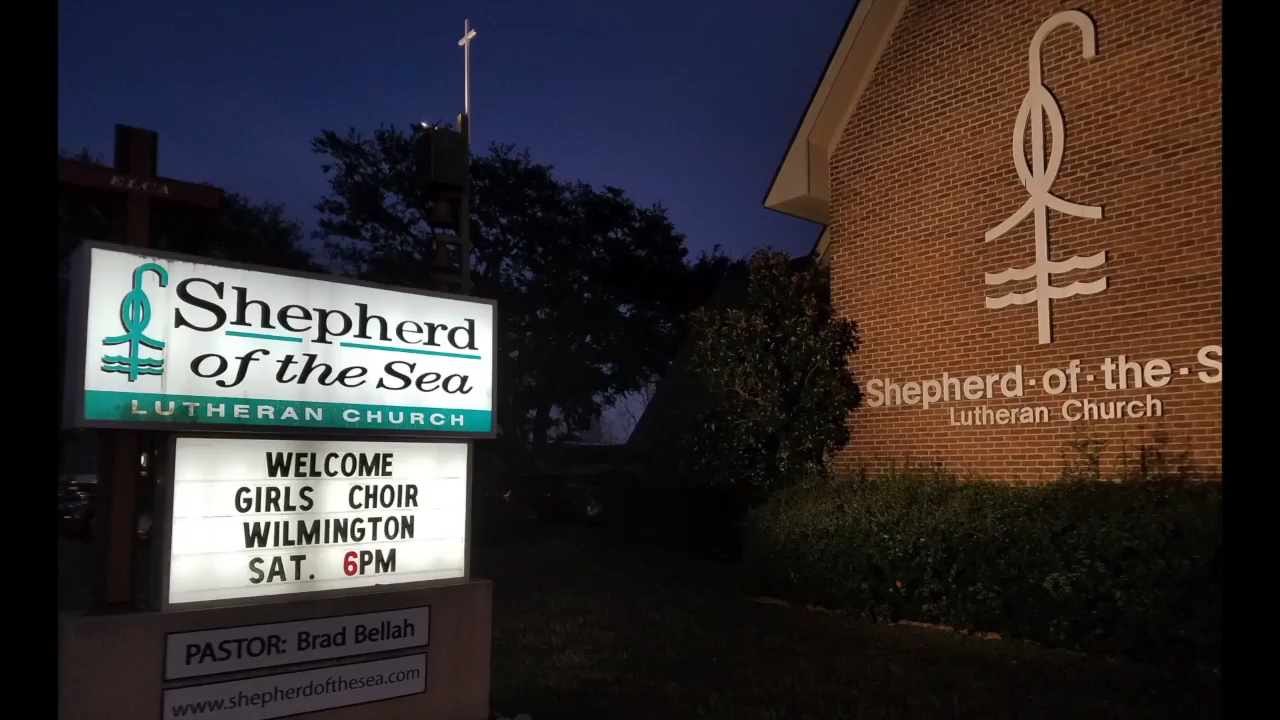 ELCA
Shepherd
of the Sea
LUTHERAN CHURCH
WELCOME
GIRLS CHOIR
WILMINGTON
SAT. 6PM
PASTOR: Brad Bellah
www.shepherdofthesea.com
Shepherd·of·the·S
Lutheran Church